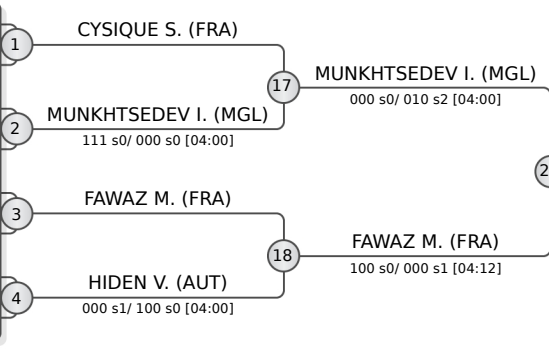 CYSIQUE S. (FRA)
1
17
MUNKHTSEDEV I. (MGL)
000 s0/ 010 s2 [04:00]
MUNKHTSEDEV I. (MGL)
2
111 s0/ 000 s0 [04:00]
2
FAWAZ M. (FRA)
3
18
FAWAZ M. (FRA)
100 s0/ 000 s1 [04:12]
HIDEN V. (AUT)
4
000 s1/ 100 s0 [04:00]